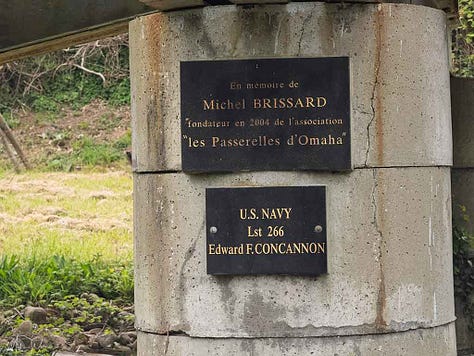 En mémoire de
Michel BRISSARD
"fondateur en 2004 de l'association
"les Passerelles d'Omaha"
U.S. NAVY
Lst 266
Edward F. CONCANNON